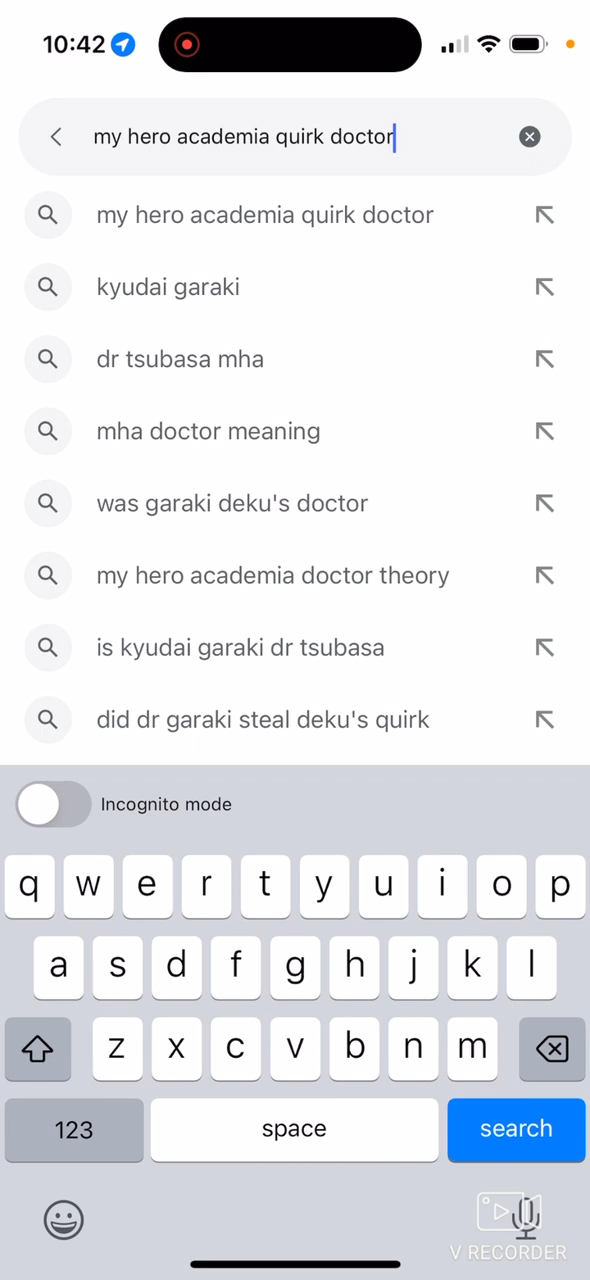 10:42
my hero academia quirk doctor
my hero academia quirk doctor
kyudai garaki
dr tsubasa mha
mha doctor meaning
was garaki deku's doctor
my hero academia doctor theory
is kyudai garaki dr tsubasa
did dr garaki steal deku's quirk
Incognito mode
q w e r t y u i o p
a s d f g h j k l
z x c v b n m
123 space search
V RECORDER